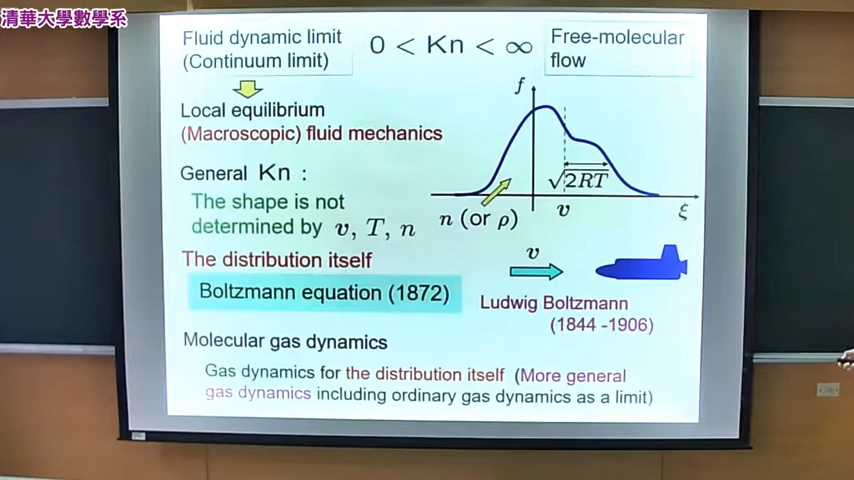 清華大學數學系
Fluid dynamic limit
(Continuum limit)
0 < Kn < ∞
Free-molecular
flow
Local equilibrium
(Macroscopic) fluid mechanics
General Kn :
The shape is not
determined by v, T, n
f
√2RT
n (or ρ)
v
ξ
The distribution itself
Boltzmann equation (1872)
v
Ludwig Boltzmann
(1844 -1906)
Molecular gas dynamics
Gas dynamics for the distribution itself (More general
gas dynamics including ordinary gas dynamics as a limit)